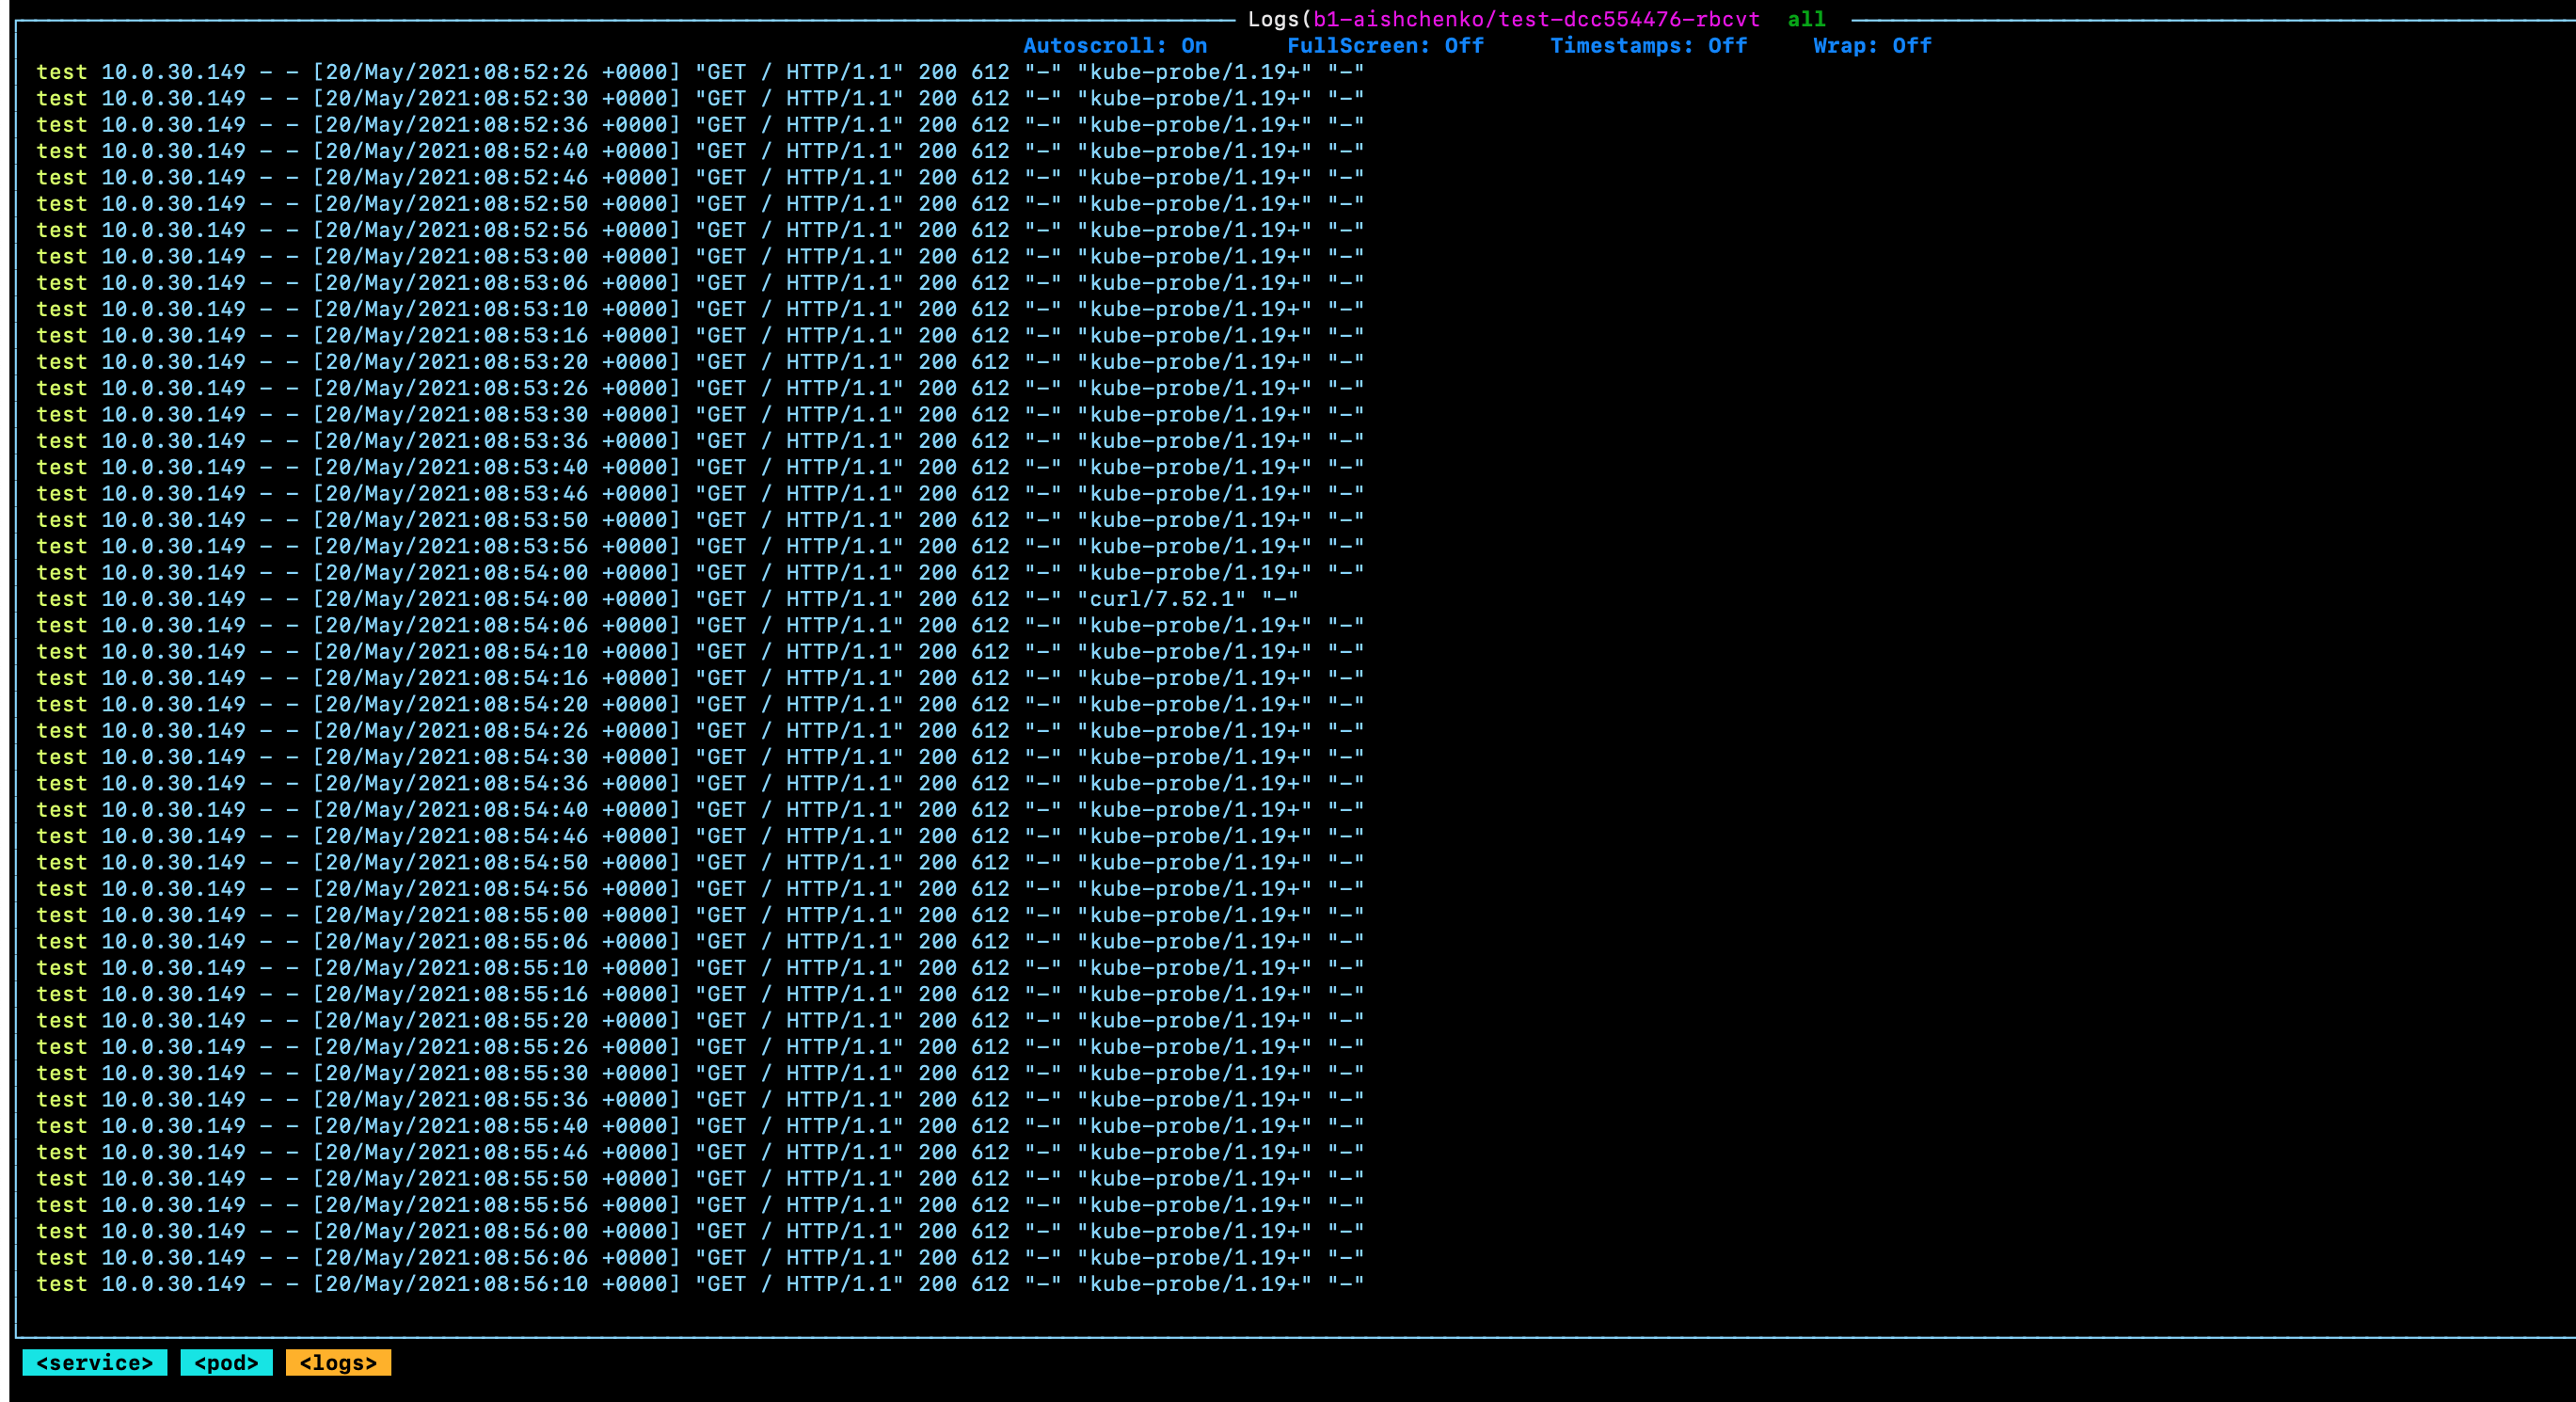 Logs(b1-aishchenko/test-dcc554476-rbcvt all
Autoscroll: On FullScreen: Off Timestamps: Off Wrap: Off
test 10.0.30.149 - - [20/May/2021:08:52:26 +0000] "GET / HTTP/1.1" 200 612 "-" "kube-probe/1.19+" "-"
test 10.0.30.149 - - [20/May/2021:08:52:30 +0000] "GET / HTTP/1.1" 200 612 "-" "kube-probe/1.19+" "-"
test 10.0.30.149 - - [20/May/2021:08:52:36 +0000] "GET / HTTP/1.1" 200 612 "-" "kube-probe/1.19+" "-"
test 10.0.30.149 - - [20/May/2021:08:52:40 +0000] "GET / HTTP/1.1" 200 612 "-" "kube-probe/1.19+" "-"
test 10.0.30.149 - - [20/May/2021:08:52:46 +0000] "GET / HTTP/1.1" 200 612 "-" "kube-probe/1.19+" "-"
test 10.0.30.149 - - [20/May/2021:08:52:50 +0000] "GET / HTTP/1.1" 200 612 "-" "kube-probe/1.19+" "-"
test 10.0.30.149 - - [20/May/2021:08:52:56 +0000] "GET / HTTP/1.1" 200 612 "-" "kube-probe/1.19+" "-"
test 10.0.30.149 - - [20/May/2021:08:53:00 +0000] "GET / HTTP/1.1" 200 612 "-" "kube-probe/1.19+" "-"
test 10.0.30.149 - - [20/May/2021:08:53:06 +0000] "GET / HTTP/1.1" 200 612 "-" "kube-probe/1.19+" "-"
test 10.0.30.149 - - [20/May/2021:08:53:10 +0000] "GET / HTTP/1.1" 200 612 "-" "kube-probe/1.19+" "-"
test 10.0.30.149 - - [20/May/2021:08:53:16 +0000] "GET / HTTP/1.1" 200 612 "-" "kube-probe/1.19+" "-"
test 10.0.30.149 - - [20/May/2021:08:53:20 +0000] "GET / HTTP/1.1" 200 612 "-" "kube-probe/1.19+" "-"
test 10.0.30.149 - - [20/May/2021:08:53:26 +0000] "GET / HTTP/1.1" 200 612 "-" "kube-probe/1.19+" "-"
test 10.0.30.149 - - [20/May/2021:08:53:30 +0000] "GET / HTTP/1.1" 200 612 "-" "kube-probe/1.19+" "-"
test 10.0.30.149 - - [20/May/2021:08:53:36 +0000] "GET / HTTP/1.1" 200 612 "-" "kube-probe/1.19+" "-"
test 10.0.30.149 - - [20/May/2021:08:53:40 +0000] "GET / HTTP/1.1" 200 612 "-" "kube-probe/1.19+" "-"
test 10.0.30.149 - - [20/May/2021:08:53:46 +0000] "GET / HTTP/1.1" 200 612 "-" "kube-probe/1.19+" "-"
test 10.0.30.149 - - [20/May/2021:08:53:50 +0000] "GET / HTTP/1.1" 200 612 "-" "kube-probe/1.19+" "-"
test 10.0.30.149 - - [20/May/2021:08:53:56 +0000] "GET / HTTP/1.1" 200 612 "-" "kube-probe/1.19+" "-"
test 10.0.30.149 - - [20/May/2021:08:54:00 +0000] "GET / HTTP/1.1" 200 612 "-" "kube-probe/1.19+" "-"
test 10.0.30.149 - - [20/May/2021:08:54:00 +0000] "GET / HTTP/1.1" 200 612 "-" "curl/7.52.1" "-"
test 10.0.30.149 - - [20/May/2021:08:54:06 +0000] "GET / HTTP/1.1" 200 612 "-" "kube-probe/1.19+" "-"
test 10.0.30.149 - - [20/May/2021:08:54:10 +0000] "GET / HTTP/1.1" 200 612 "-" "kube-probe/1.19+" "-"
test 10.0.30.149 - - [20/May/2021:08:54:16 +0000] "GET / HTTP/1.1" 200 612 "-" "kube-probe/1.19+" "-"
test 10.0.30.149 - - [20/May/2021:08:54:20 +0000] "GET / HTTP/1.1" 200 612 "-" "kube-probe/1.19+" "-"
test 10.0.30.149 - - [20/May/2021:08:54:26 +0000] "GET / HTTP/1.1" 200 612 "-" "kube-probe/1.19+" "-"
test 10.0.30.149 - - [20/May/2021:08:54:30 +0000] "GET / HTTP/1.1" 200 612 "-" "kube-probe/1.19+" "-"
test 10.0.30.149 - - [20/May/2021:08:54:36 +0000] "GET / HTTP/1.1" 200 612 "-" "kube-probe/1.19+" "-"
test 10.0.30.149 - - [20/May/2021:08:54:40 +0000] "GET / HTTP/1.1" 200 612 "-" "kube-probe/1.19+" "-"
test 10.0.30.149 - - [20/May/2021:08:54:46 +0000] "GET / HTTP/1.1" 200 612 "-" "kube-probe/1.19+" "-"
test 10.0.30.149 - - [20/May/2021:08:54:50 +0000] "GET / HTTP/1.1" 200 612 "-" "kube-probe/1.19+" "-"
test 10.0.30.149 - - [20/May/2021:08:54:56 +0000] "GET / HTTP/1.1" 200 612 "-" "kube-probe/1.19+" "-"
test 10.0.30.149 - - [20/May/2021:08:55:00 +0000] "GET / HTTP/1.1" 200 612 "-" "kube-probe/1.19+" "-"
test 10.0.30.149 - - [20/May/2021:08:55:06 +0000] "GET / HTTP/1.1" 200 612 "-" "kube-probe/1.19+" "-"
test 10.0.30.149 - - [20/May/2021:08:55:10 +0000] "GET / HTTP/1.1" 200 612 "-" "kube-probe/1.19+" "-"
test 10.0.30.149 - - [20/May/2021:08:55:16 +0000] "GET / HTTP/1.1" 200 612 "-" "kube-probe/1.19+" "-"
test 10.0.30.149 - - [20/May/2021:08:55:20 +0000] "GET / HTTP/1.1" 200 612 "-" "kube-probe/1.19+" "-"
test 10.0.30.149 - - [20/May/2021:08:55:26 +0000] "GET / HTTP/1.1" 200 612 "-" "kube-probe/1.19+" "-"
test 10.0.30.149 - - [20/May/2021:08:55:30 +0000] "GET / HTTP/1.1" 200 612 "-" "kube-probe/1.19+" "-"
test 10.0.30.149 - - [20/May/2021:08:55:36 +0000] "GET / HTTP/1.1" 200 612 "-" "kube-probe/1.19+" "-"
test 10.0.30.149 - - [20/May/2021:08:55:40 +0000] "GET / HTTP/1.1" 200 612 "-" "kube-probe/1.19+" "-"
test 10.0.30.149 - - [20/May/2021:08:55:46 +0000] "GET / HTTP/1.1" 200 612 "-" "kube-probe/1.19+" "-"
test 10.0.30.149 - - [20/May/2021:08:55:50 +0000] "GET / HTTP/1.1" 200 612 "-" "kube-probe/1.19+" "-"
test 10.0.30.149 - - [20/May/2021:08:55:56 +0000] "GET / HTTP/1.1" 200 612 "-" "kube-probe/1.19+" "-"
test 10.0.30.149 - - [20/May/2021:08:56:00 +0000] "GET / HTTP/1.1" 200 612 "-" "kube-probe/1.19+" "-"
test 10.0.30.149 - - [20/May/2021:08:56:06 +0000] "GET / HTTP/1.1" 200 612 "-" "kube-probe/1.19+" "-"
test 10.0.30.149 - - [20/May/2021:08:56:10 +0000] "GET / HTTP/1.1" 200 612 "-" "kube-probe/1.19+" "-"
<service> <pod> <logs>